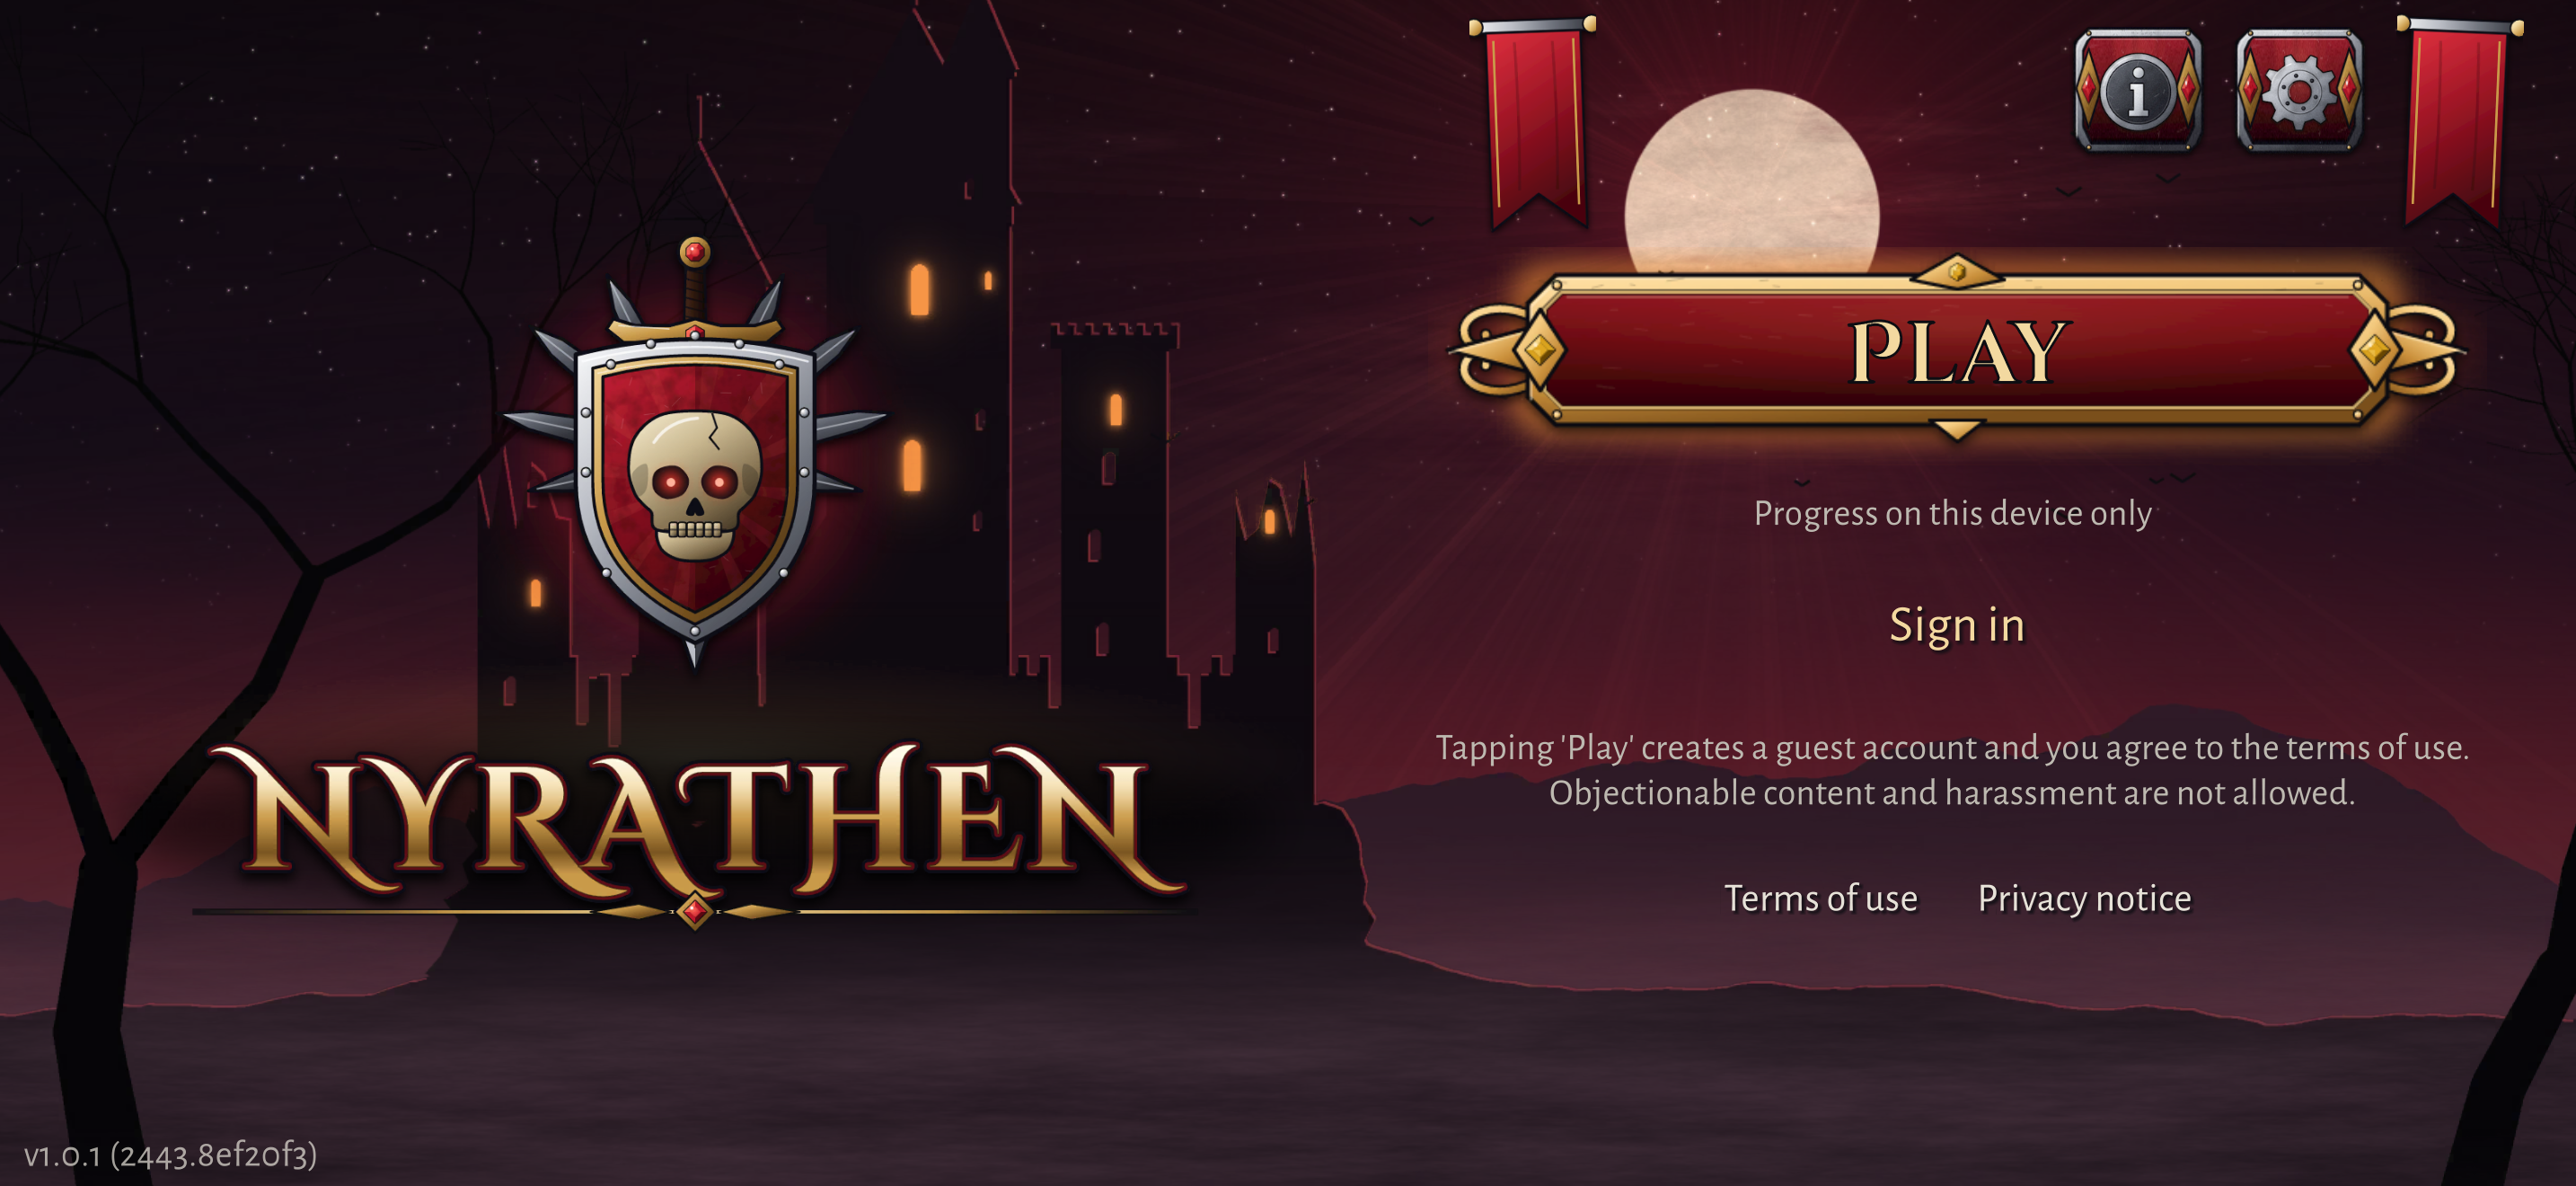 NYRATHEN
v1.0.1 (2443.8ef20f3)
PLAY
Progress on this device only
Sign in
Tapping 'Play' creates a guest account and you agree to the terms of use.
Objectionable content and harassment are not allowed.
Terms of use
Privacy notice